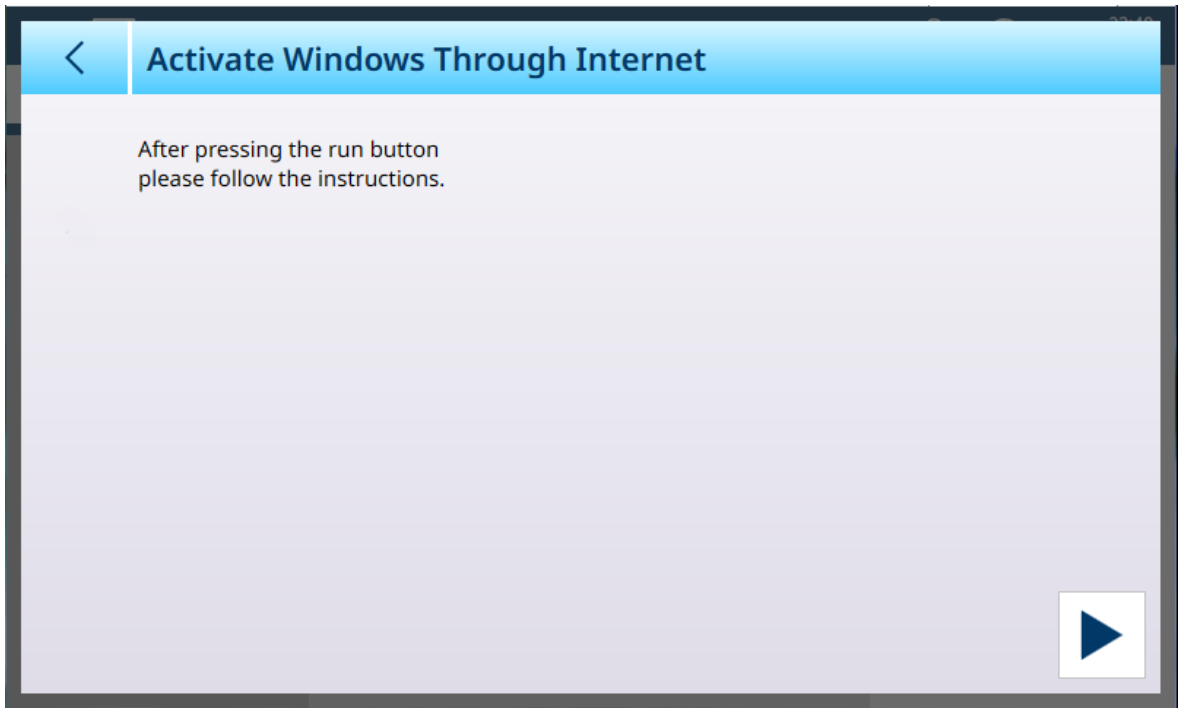 Activate Windows Through Internet
After pressing the run button
please follow the instructions.